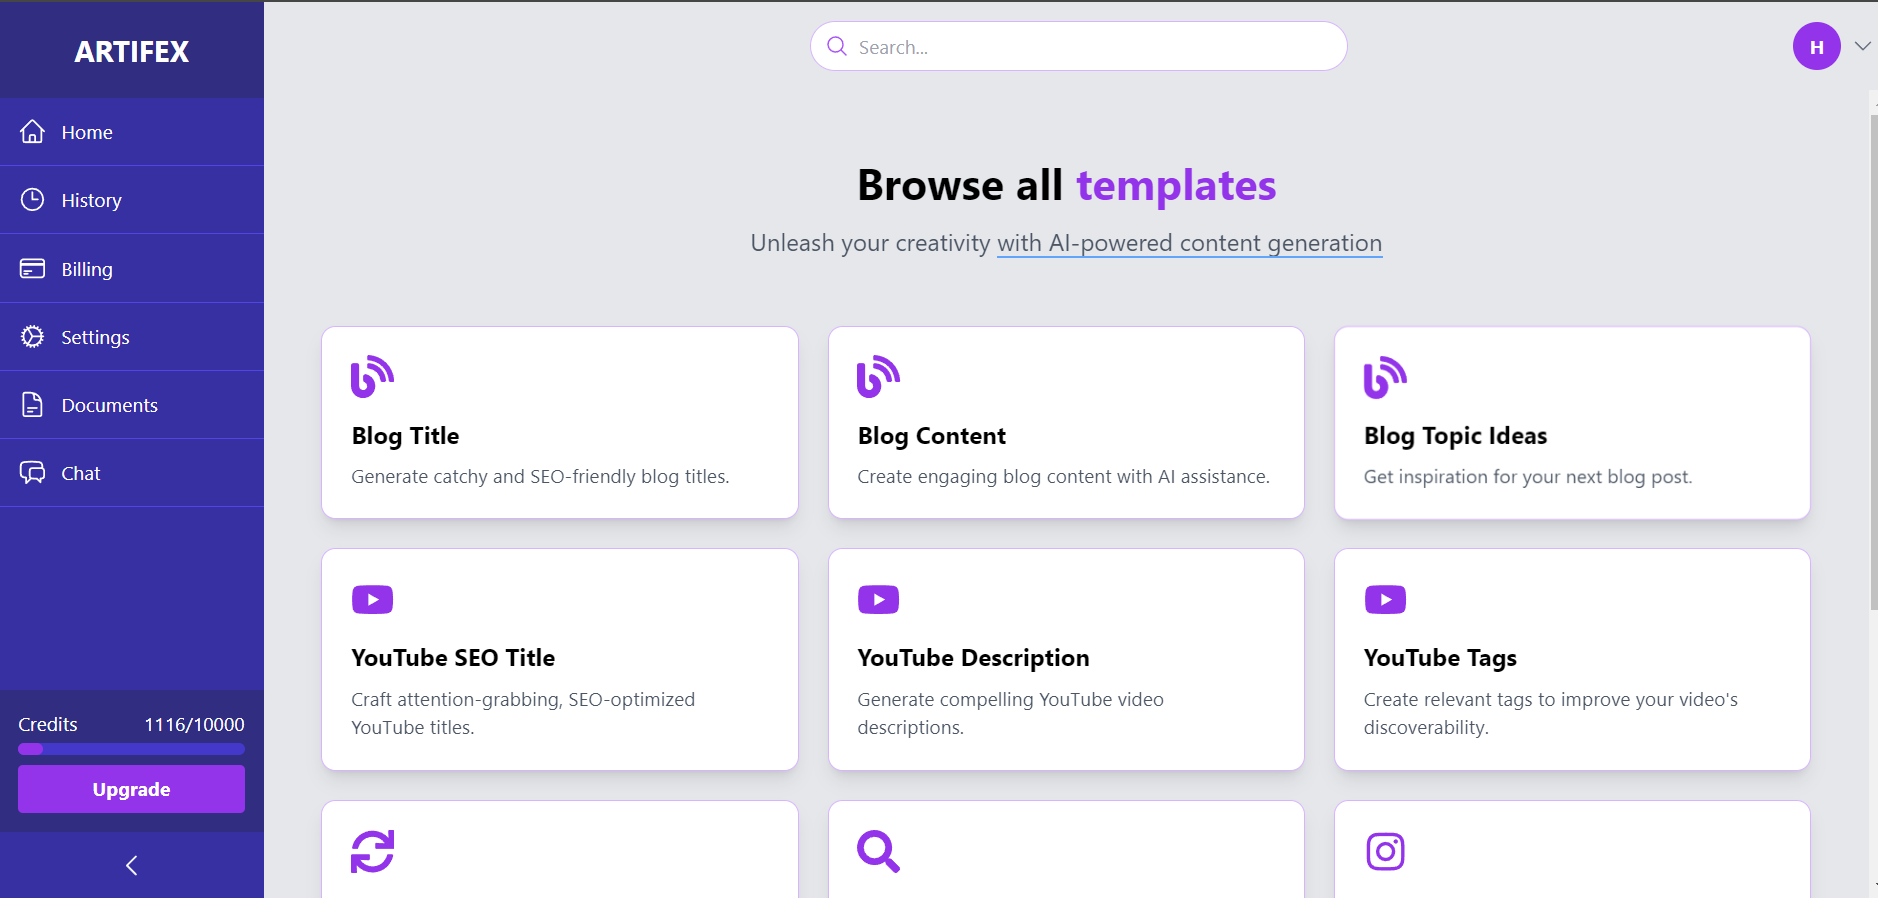 ARTIFEX
Home
History
Billing
Settings
Documents
Chat
Credits 1116/10000
Upgrade
Search...
H
Browse all templates
Unleash your creativity with AI-powered content generation
Blog Title
Generate catchy and SEO-friendly blog titles.
Blog Content
Create engaging blog content with AI assistance.
Blog Topic Ideas
Get inspiration for your next blog post.
YouTube SEO Title
Craft attention-grabbing, SEO-optimized
YouTube titles.
YouTube Description
Generate compelling YouTube video
descriptions.
YouTube Tags
Create relevant tags to improve your video's
discoverability.